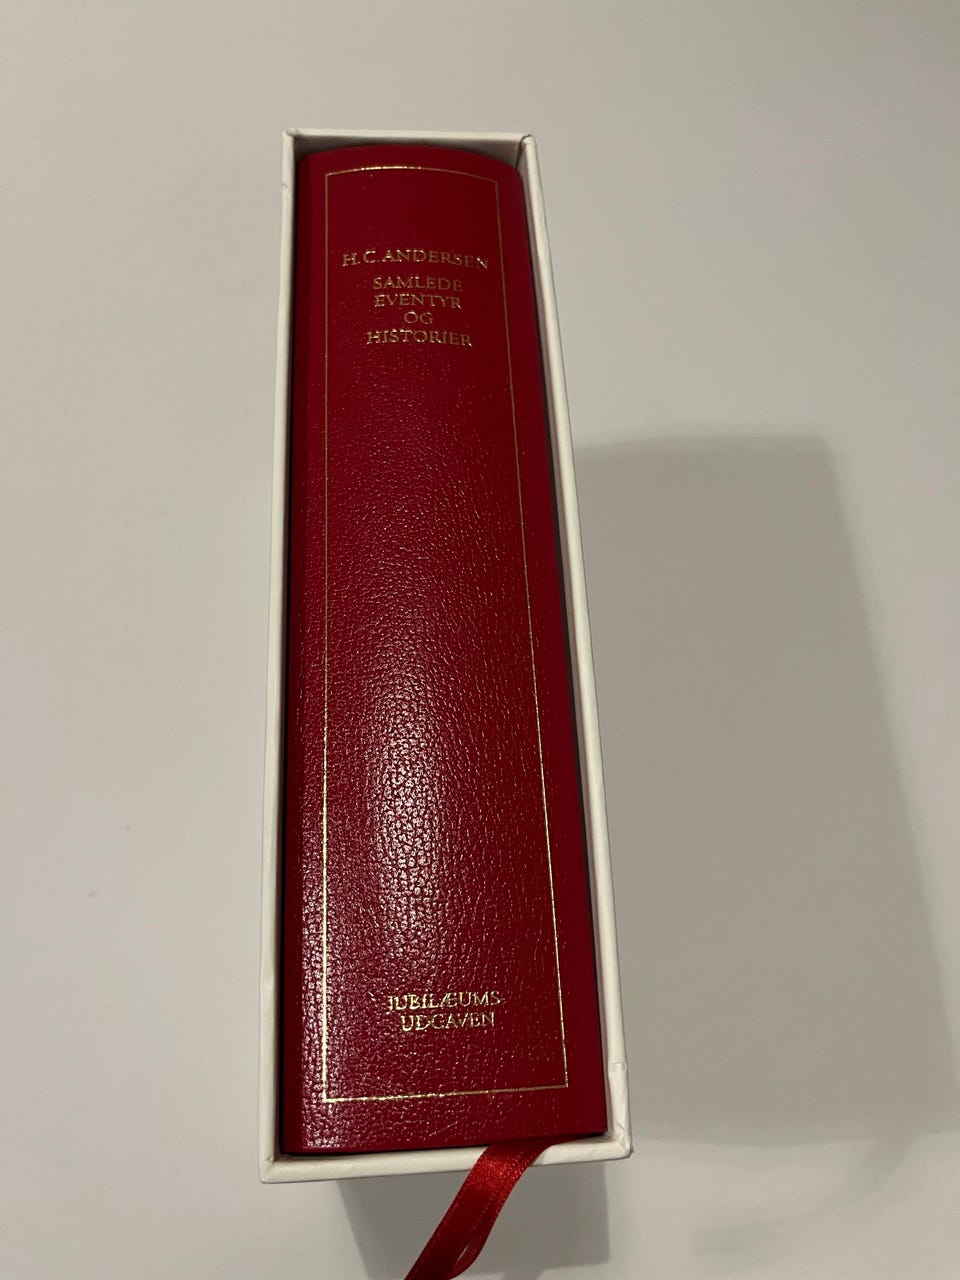 H.C. ANDERSEN
SAMLEDE
EVENTYR
OG
HISTORIER
JUBILÆUMS-
UDGAVEN